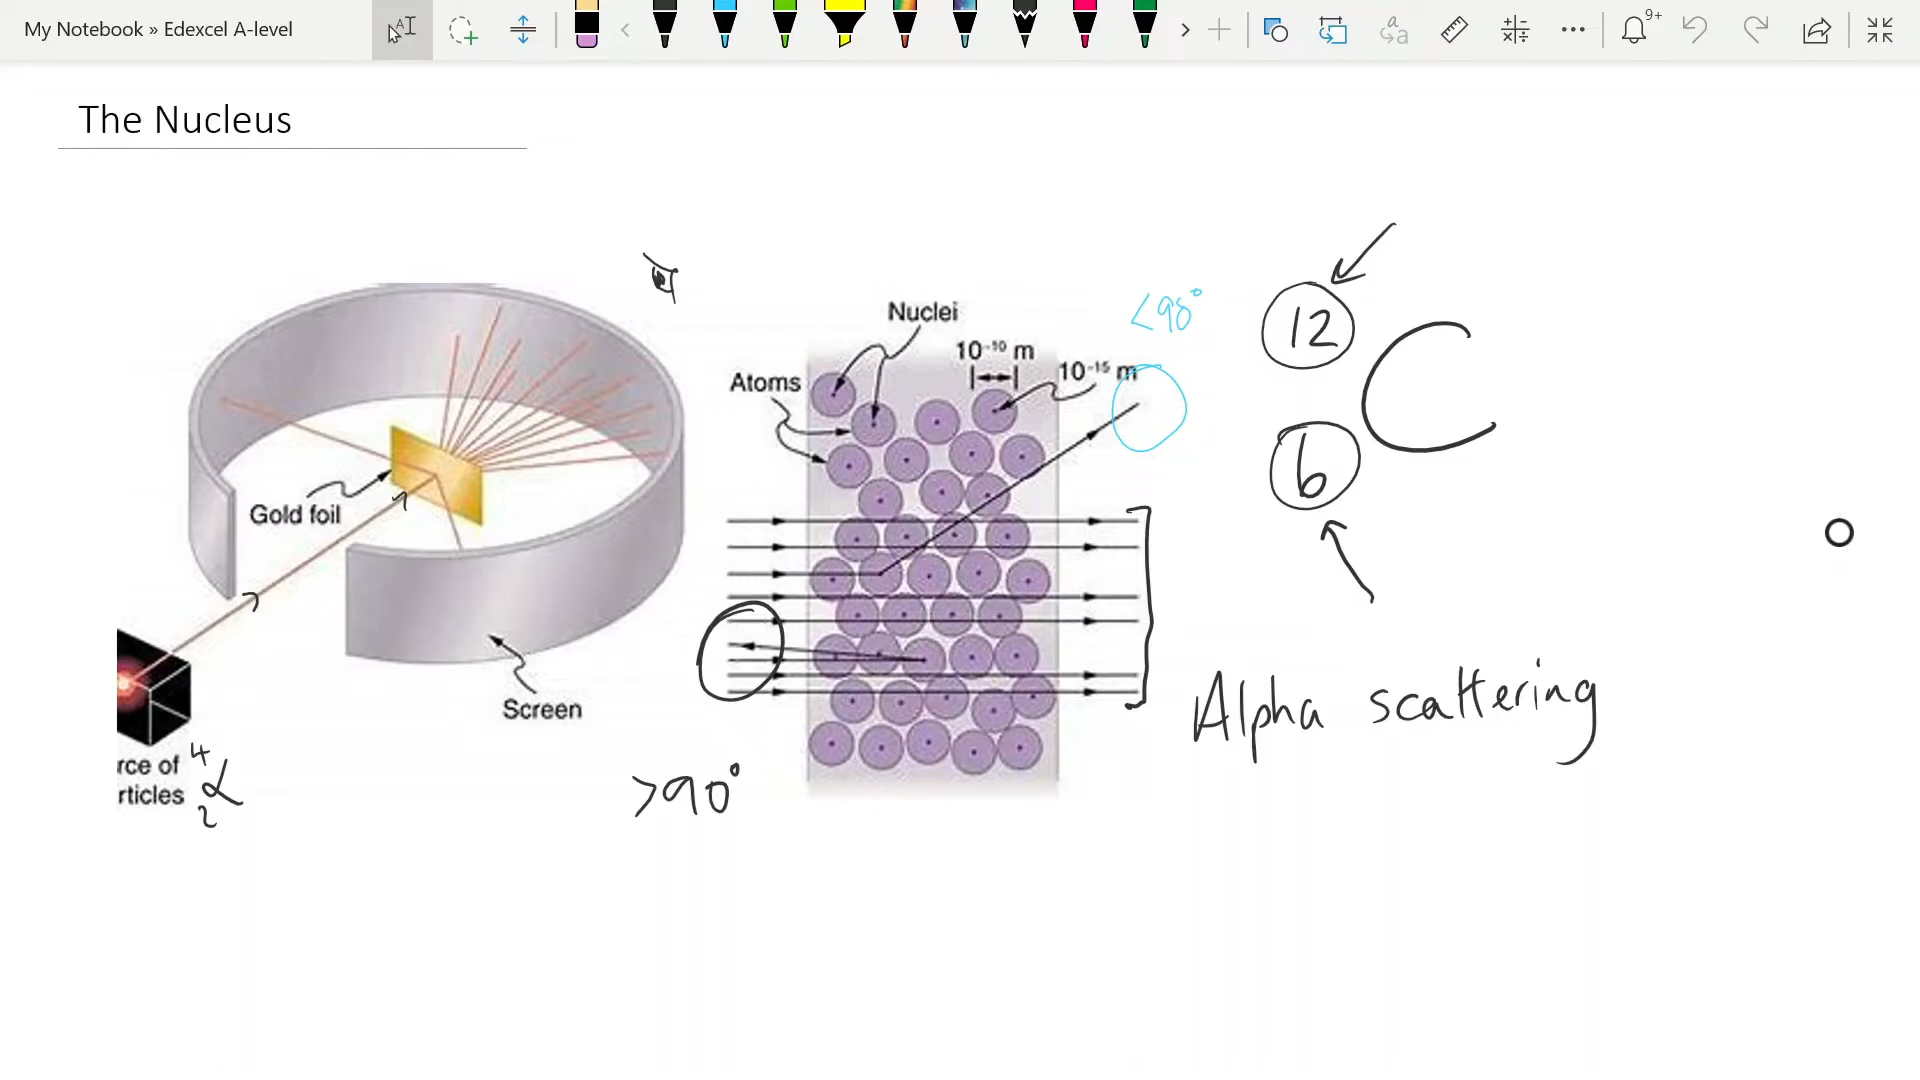 My Notebook » Edexcel A-level
9+
The Nucleus
Nuclei
Atoms
10⁻¹⁰ m
10⁻¹⁵ m
<90°
Gold foil
Screen
rce of
rticles
4
α
2
>90°
12
C
6
Alpha scattering